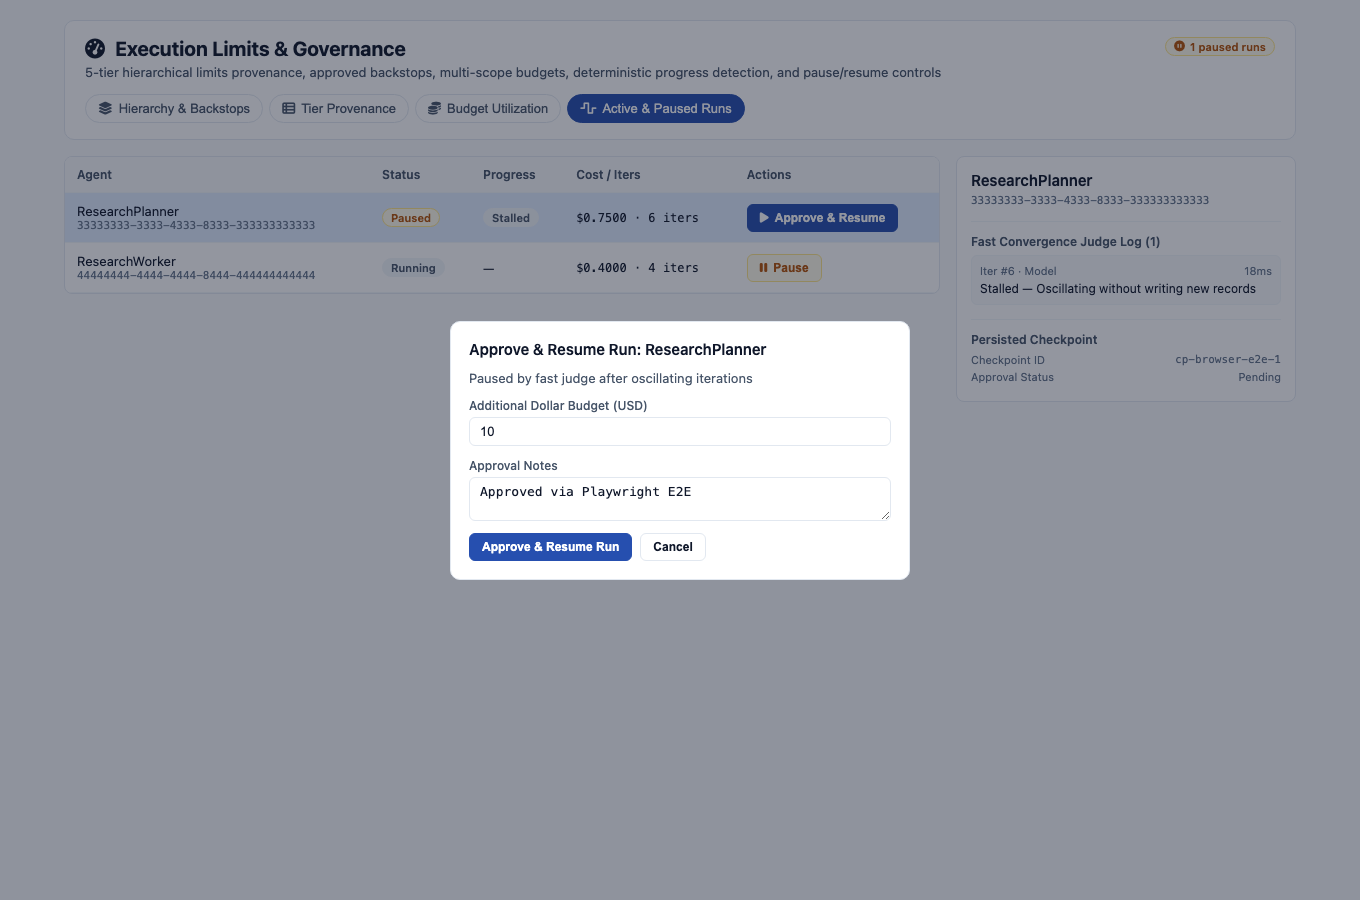 Execution Limits & Governance
1 paused runs
5-tier hierarchical limits provenance, approved backstops, multi-scope budgets, deterministic progress detection, and pause/resume controls
Hierarchy & Backstops
Tier Provenance
Budget Utilization
Active & Paused Runs
Agent Status Progress Cost / Iters Actions
ResearchPlanner
33333333-3333-4333-8333-333333333333
Paused Stalled $0.7500 · 6 iters Approve & Resume
ResearchWorker
44444444-4444-4444-8444-444444444444
Running — $0.4000 · 4 iters Pause
ResearchPlanner
33333333-3333-4333-8333-333333333333
Fast Convergence Judge Log (1)
Iter #6 · Model 18ms
Stalled — Oscillating without writing new records
Persisted Checkpoint
Checkpoint ID cp-browser-e2e-1
Approval Status Pending
Approve & Resume Run: ResearchPlanner
Paused by fast judge after oscillating iterations
Additional Dollar Budget (USD)
10
Approval Notes
Approved via Playwright E2E
Approve & Resume Run Cancel